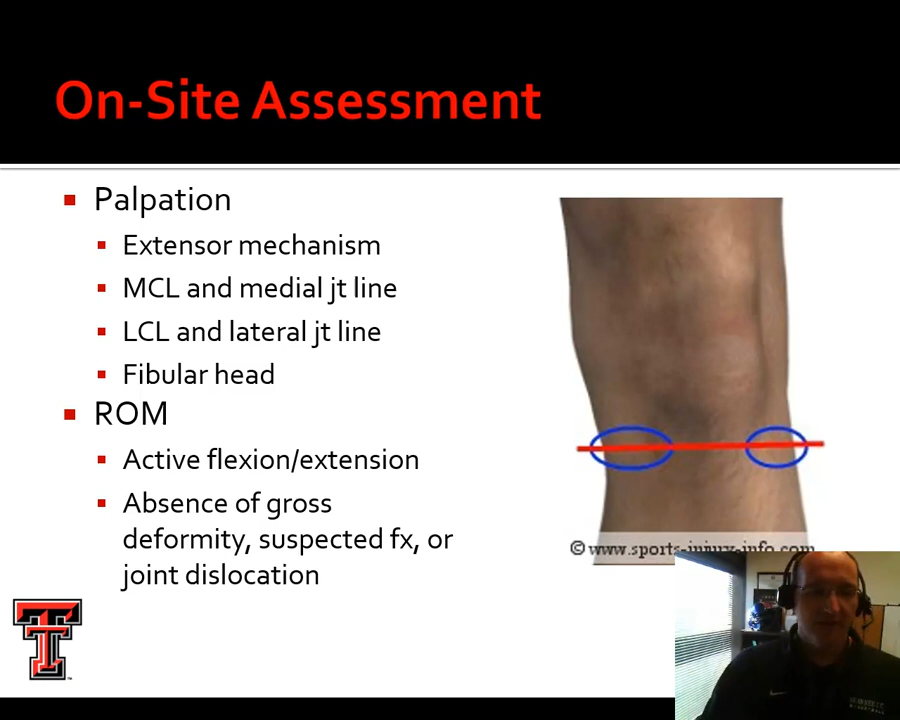 On-Site Assessment
Palpation
Extensor mechanism
MCL and medial jt line
LCL and lateral jt line
Fibular head
ROM
Active flexion/extension
Absence of gross
deformity, suspected fx, or
joint dislocation
© www.sports-injury-info.com